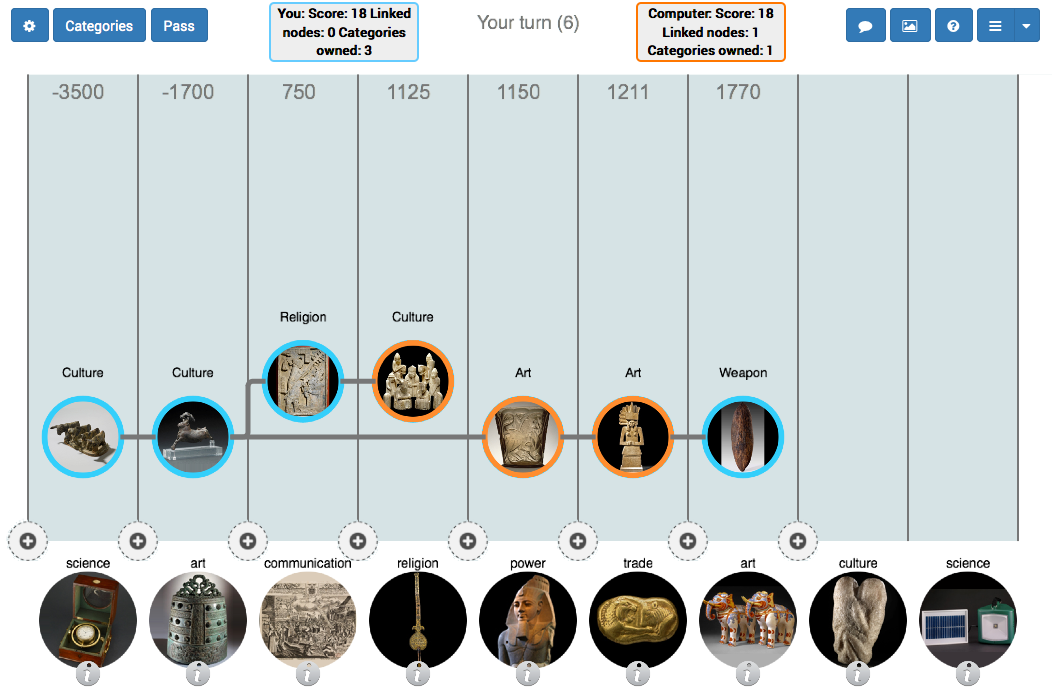 Categories
Pass
You: Score: 18 Linked
nodes: 0 Categories
owned: 3
Your turn (6)
Computer: Score: 18
Linked nodes: 1
Categories owned: 1
-3500
-1700
750
1125
1150
1211
1770
Religion
Culture
Culture
Culture
Art
Art
Weapon
science
art
communication
religion
power
trade
art
culture
science